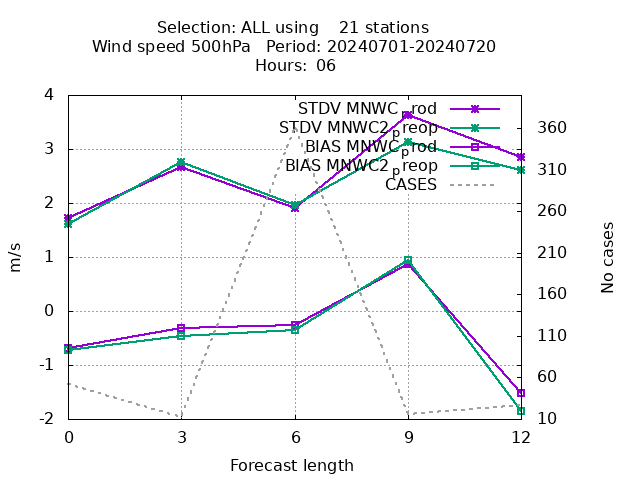 Selection: ALL using    21 stations
Wind speed 500hPa   Period: 20240701-20240720
Hours:  06
4
3
2
1
0
-1
-2
360
310
260
210
160
110
60
10
m/s
No cases
STDV MNWC_prod
STDV MNWC2_preop
BIAS MNWC_prod
BIAS MNWC2_preop
CASES
0 3 6 9 12
Forecast length